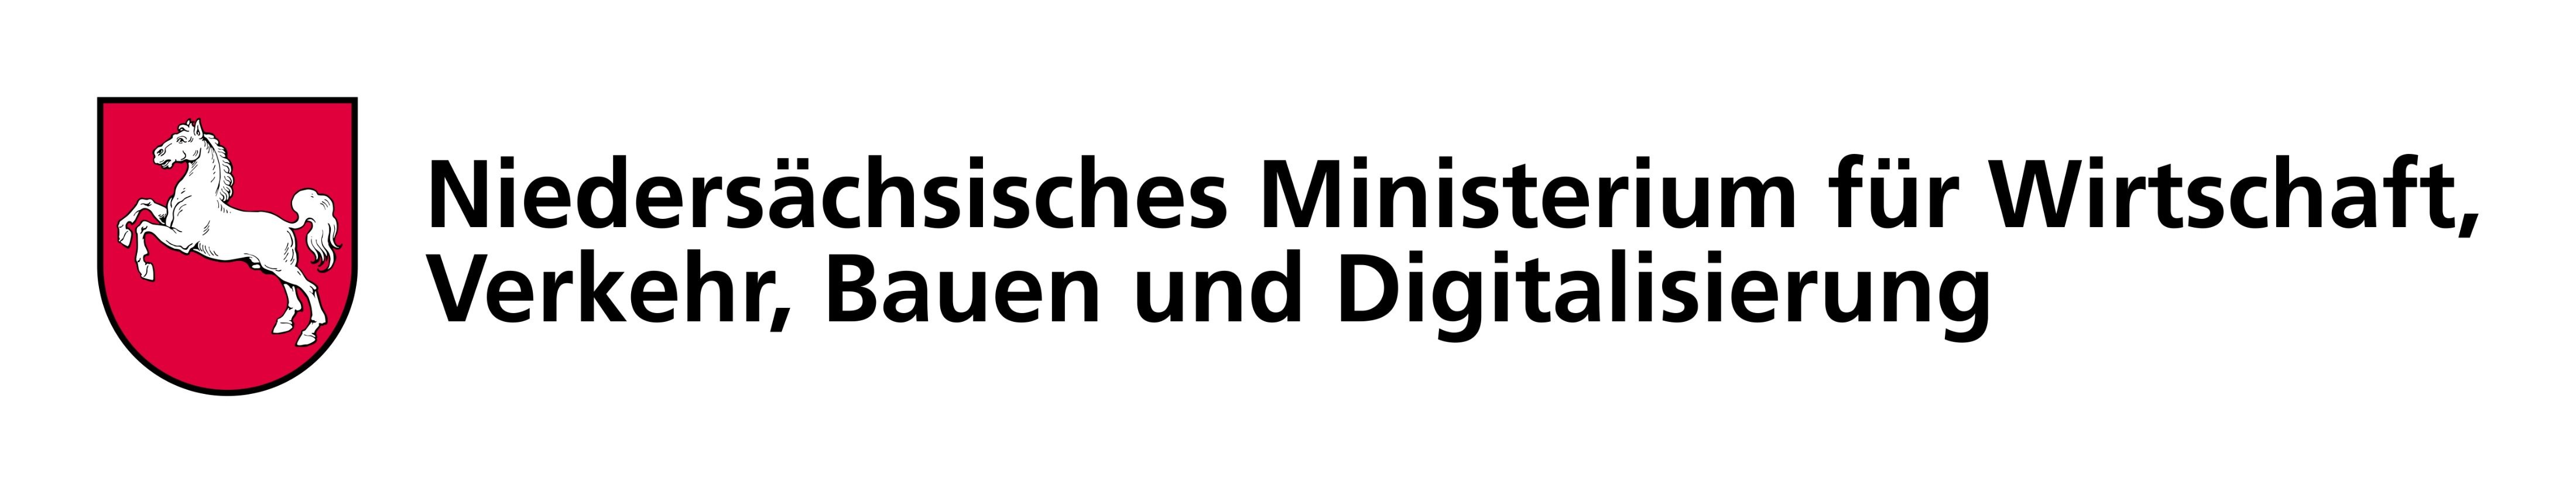 Niedersächsisches Ministerium für Wirtschaft,
Verkehr, Bauen und Digitalisierung